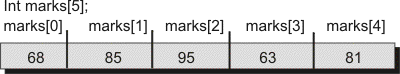 Int marks[5];
marks[0] marks[1] marks[2] marks[3] marks[4]
68 85 95 63 81